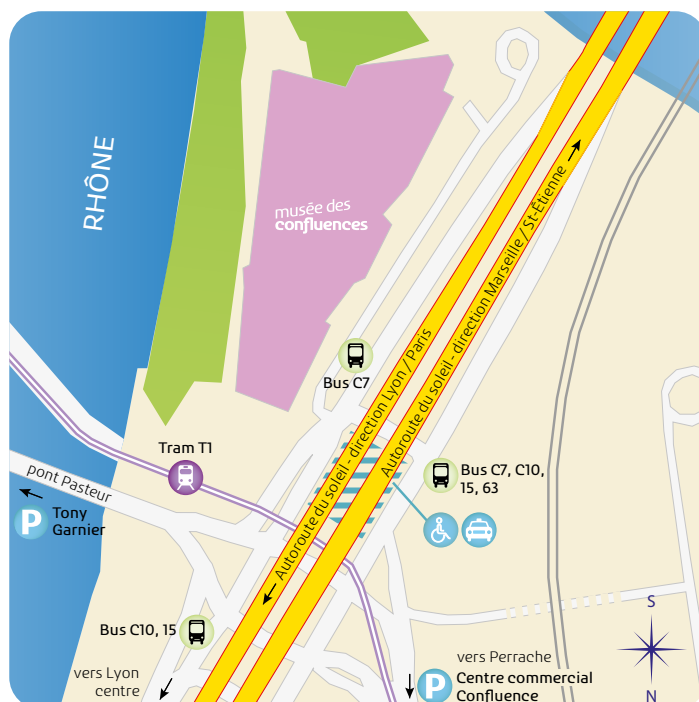 RHÔNE
musée des
confluences
Autoroute du soleil - direction Marseille / St-Étienne
Autoroute du soleil - direction Lyon / Paris
Bus C7
Tram T1
pont Pasteur
P
Tony
Garnier
Bus C7, C10,
15, 63
Bus C10, 15
vers Lyon
centre
vers Perrache
P
Centre commercial
Confluence
S
N